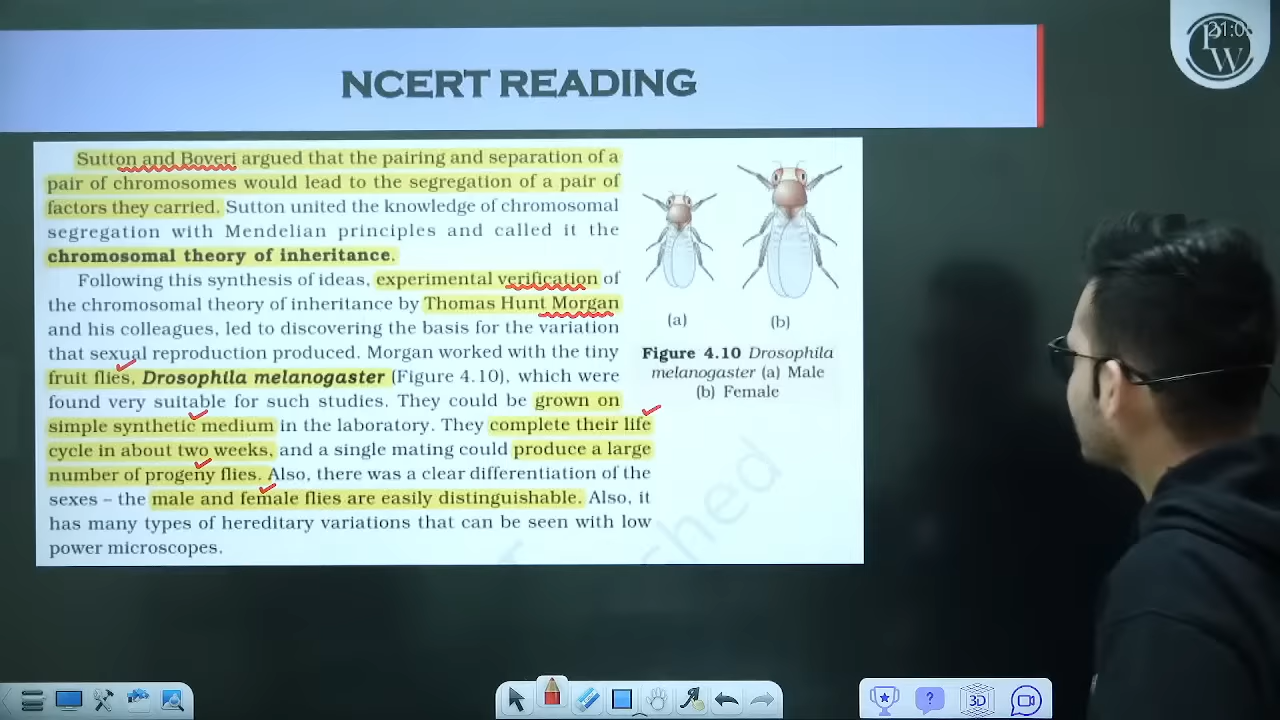 NCERT READING
PW
21:0
Sutton and Boveri argued that the pairing and separation of a
pair of chromosomes would lead to the segregation of a pair of
factors they carried. Sutton united the knowledge of chromosomal
segregation with Mendelian principles and called it the
chromosomal theory of inheritance.
Following this synthesis of ideas, experimental verification of
the chromosomal theory of inheritance by Thomas Hunt Morgan
and his colleagues, led to discovering the basis for the variation
that sexual reproduction produced. Morgan worked with the tiny
fruit flies, Drosophila melanogaster (Figure 4.10), which were
found very suitable for such studies. They could be grown on
simple synthetic medium in the laboratory. They complete their life
cycle in about two weeks, and a single mating could produce a large
number of progeny flies. Also, there was a clear differentiation of the
sexes – the male and female flies are easily distinguishable. Also, it
has many types of hereditary variations that can be seen with low
power microscopes.
(a)
(b)
Figure 4.10 Drosophila
melanogaster (a) Male
(b) Female
?
3D